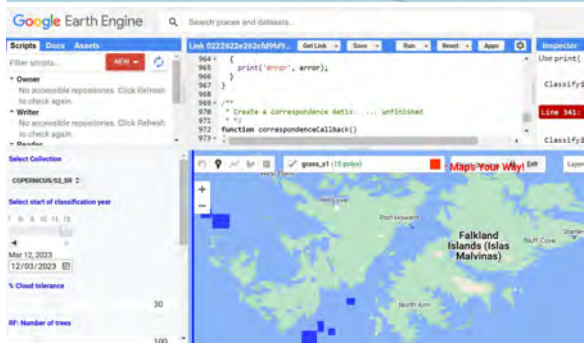 Google Earth Engine
Search places and datasets...
Scripts Docs Assets
Filter scripts...
NEW
Owner
No accessible repositories. Click Refresh
to check again.
Writer
No accessible repositories. Click Refresh
to check again.
Reader
Link 0222622e262cfd9fd9...
Get Link
Save
Run
Reset
Apps
964
965 print('error', error);
966 }
967 }
968
969 /**
970 * Create a correspondence
971 * */
972 function correspondenceCallback()
973
Inspector
Use print(
Classify
Line 341:
Classify
Select Collection
COPERNICUS/S2_SR
Select start of classification year
Mar 12, 2023
12/03/2023
% Cloud tolerance
30
RF: Number of trees
100
(10 polys)
Maps Your Way!
Exit
Layer
Port Howard
Falkland
Islands (Islas
Malvinas)
Bluff Cove
North Arm